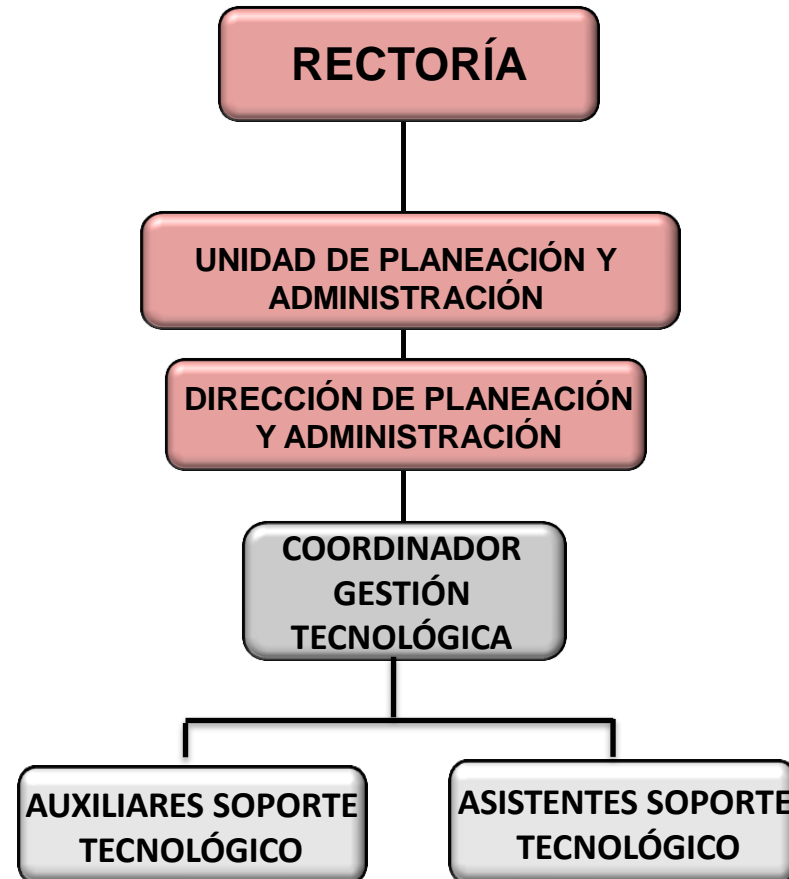 RECTORÍA
UNIDAD DE PLANEACIÓN Y
ADMINISTRACIÓN
DIRECCIÓN DE PLANEACIÓN
Y ADMINISTRACIÓN
COORDINADOR
GESTIÓN
TECNOLÓGICA
AUXILIARES SOPORTE
TECNOLÓGICO
ASISTENTES SOPORTE
TECNOLÓGICO